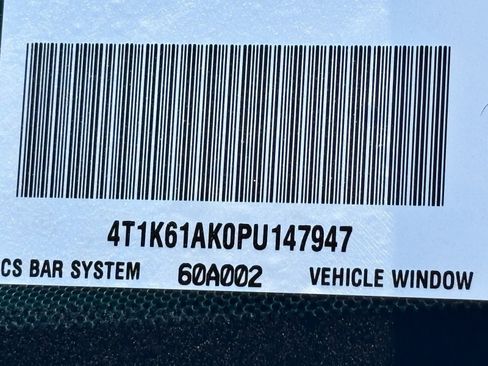 4T1K61AK0PU147947
CS BAR SYSTEM 60A002 VEHICLE WINDOW